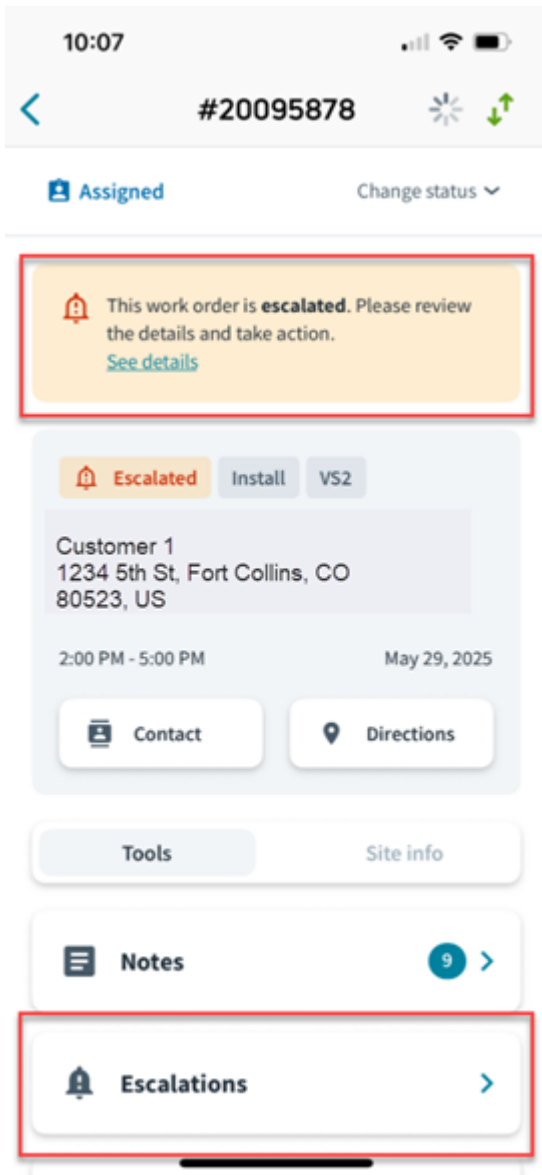 10:07
#20095878
Assigned
Change status
This work order is escalated. Please review
the details and take action.
See details
Escalated
Install
VS2
Customer 1
1234 5th St, Fort Collins, CO
80523, US
2:00 PM - 5:00 PM
May 29, 2025
Contact
Directions
Tools
Site info
Notes
9
Escalations